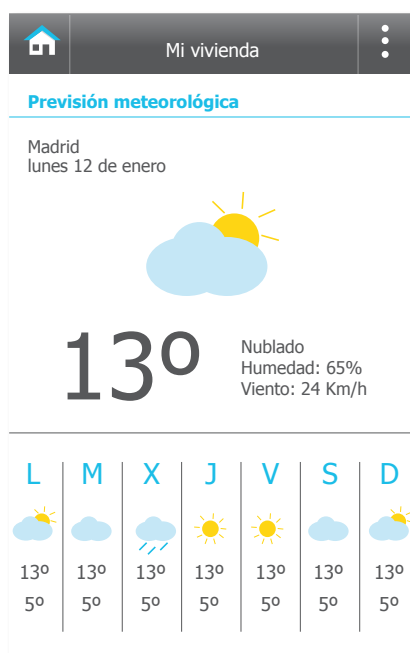 Mi vivienda
Previsión meteorológica
Madrid
lunes 12 de enero
13º
Nublado
Humedad: 65%
Viento: 24 Km/h
L M X J V S D
13º 13º 13º 13º 13º 13º 13º
5º 5º 5º 5º 5º 5º 5º